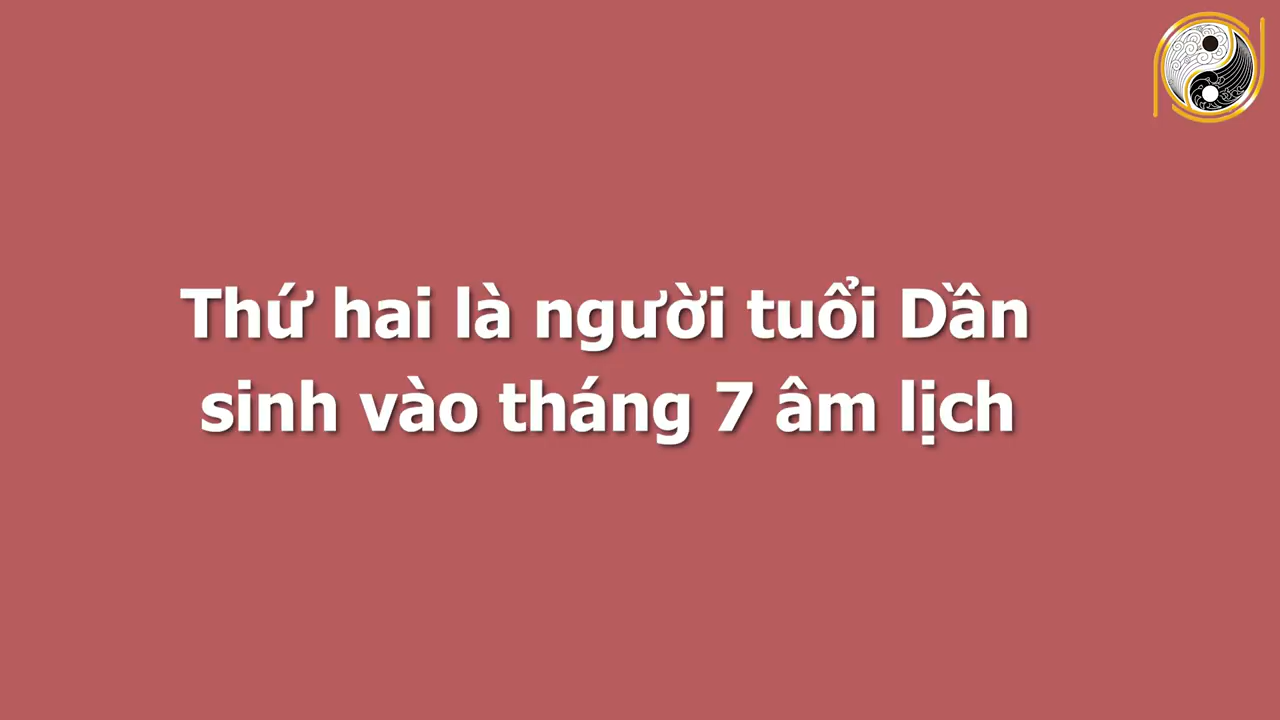 Thứ hai là người tuổi Dần
sinh vào tháng 7 âm lịch